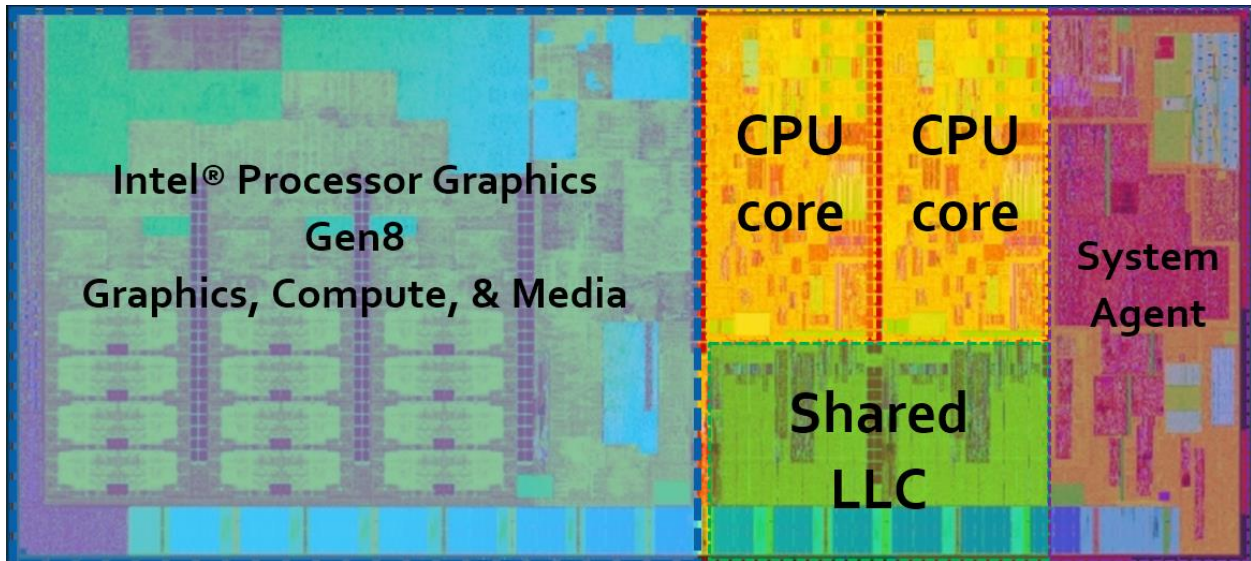 Intel® Processor Graphics
Gen8
Graphics, Compute, & Media
CPU
core
CPU
core
Shared
LLC
System
Agent